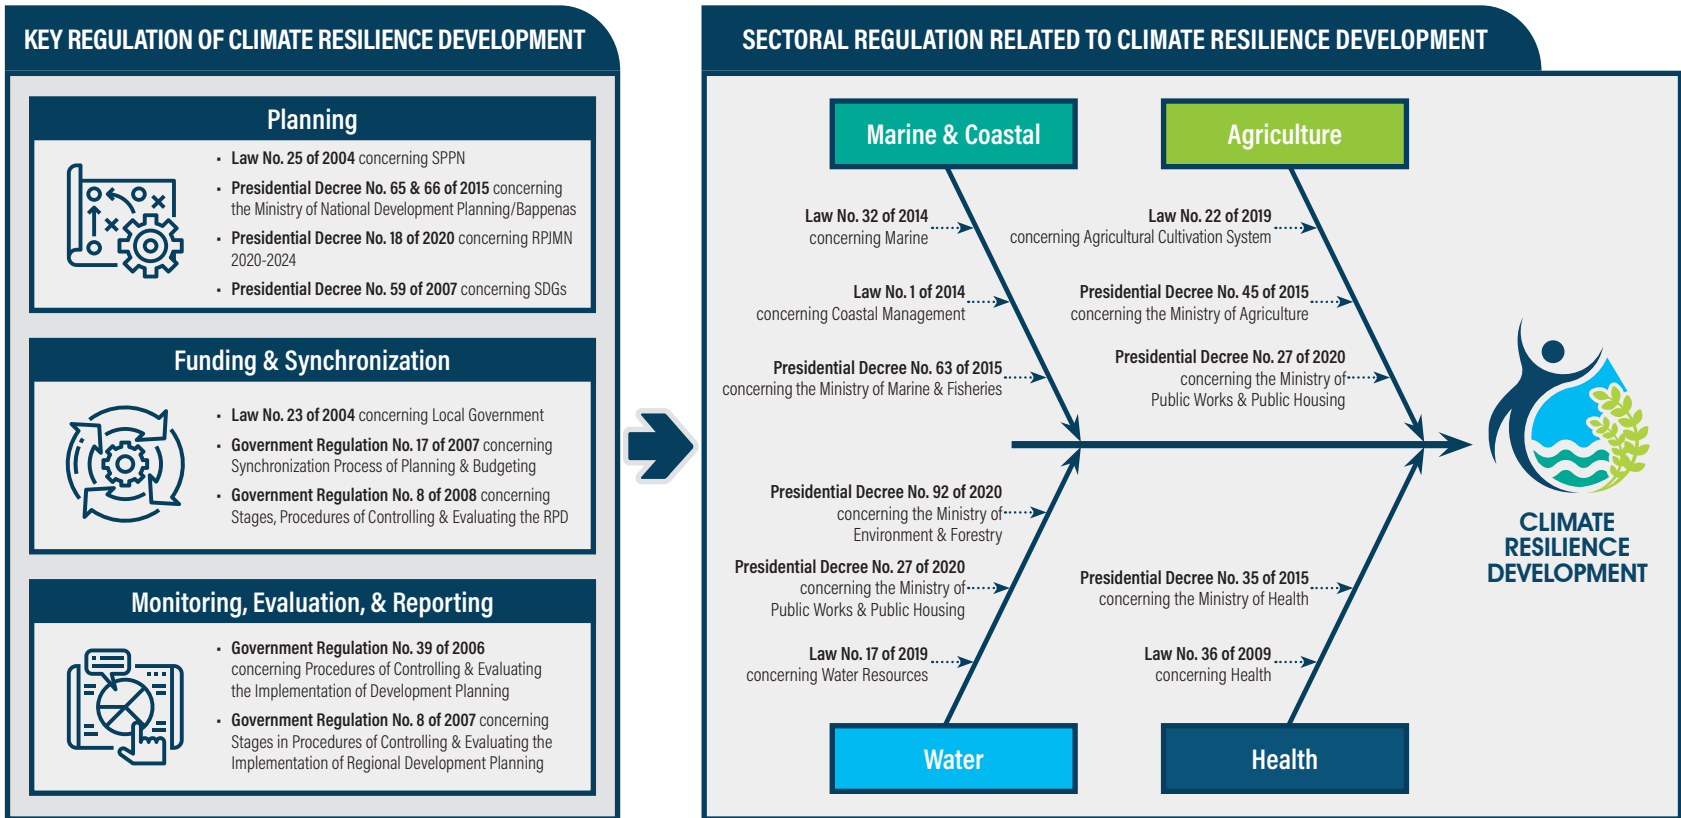 KEY REGULATION OF CLIMATE RESILIENCE DEVELOPMENT
Planning
• Law No. 25 of 2004 concerning SPPN
• Presidential Decree No. 65 & 66 of 2015 concerning
the Ministry of National Development Planning/Bappenas
• Presidential Decree No. 18 of 2020 concerning RPJMN
2020-2024
• Presidential Decree No. 59 of 2007 concerning SDGs
Funding & Synchronization
• Law No. 23 of 2004 concerning Local Government
• Government Regulation No. 17 of 2007 concerning
Synchronization Process of Planning & Budgeting
• Government Regulation No. 8 of 2008 concerning
Stages, Procedures of Controlling & Evaluating the RPD
Monitoring, Evaluation, & Reporting
• Government Regulation No. 39 of 2006
concerning Procedures of Controlling & Evaluating
the Implementation of Development Planning
• Government Regulation No. 8 of 2007 concerning
Stages in Procedures of Controlling & Evaluating the
Implementation of Regional Development Planning
SECTORAL REGULATION RELATED TO CLIMATE RESILIENCE DEVELOPMENT
Marine & Coastal
Law No. 32 of 2014
concerning Marine
Law No. 1 of 2014
concerning Coastal Management
Presidential Decree No. 63 of 2015
concerning the Ministry of Marine & Fisheries
Agriculture
Law No. 22 of 2019
concerning Agricultural Cultivation System
Presidential Decree No. 45 of 2015
concerning the Ministry of Agriculture
Presidential Decree No. 27 of 2020
concerning the Ministry of
Public Works & Public Housing
Presidential Decree No. 92 of 2020
concerning the Ministry of
Environment & Forestry
Presidential Decree No. 27 of 2020
concerning the Ministry of
Public Works & Public Housing
Law No. 17 of 2019
concerning Water Resources
Water
Presidential Decree No. 35 of 2015
concerning the Ministry of Health
Law No. 36 of 2009
concerning Health
Health
CLIMATE
RESILIENCE
DEVELOPMENT